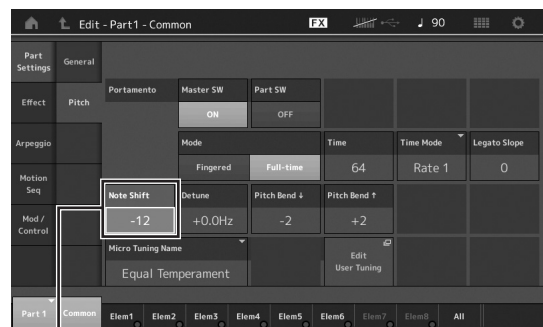 Edit - Part1 - Common FX 90
Part Settings
General
Effect
Pitch
Portamento
Master SW
ON
Part SW
OFF
Arpeggio
Mode
Fingered
Full-time
Time
64
Time Mode
Rate 1
Legato Slope
0
Motion Seq
Note Shift
-12
Detune
+0.0Hz
Pitch Bend ↓
-2
Pitch Bend ↑
+2
Mod / Control
Micro Tuning Name
Equal Temperament
Edit
User Tuning
Part 1 Common Elem1 Elem2 Elem3 Elem4 Elem5 Elem6 Elem7 Elem8 All